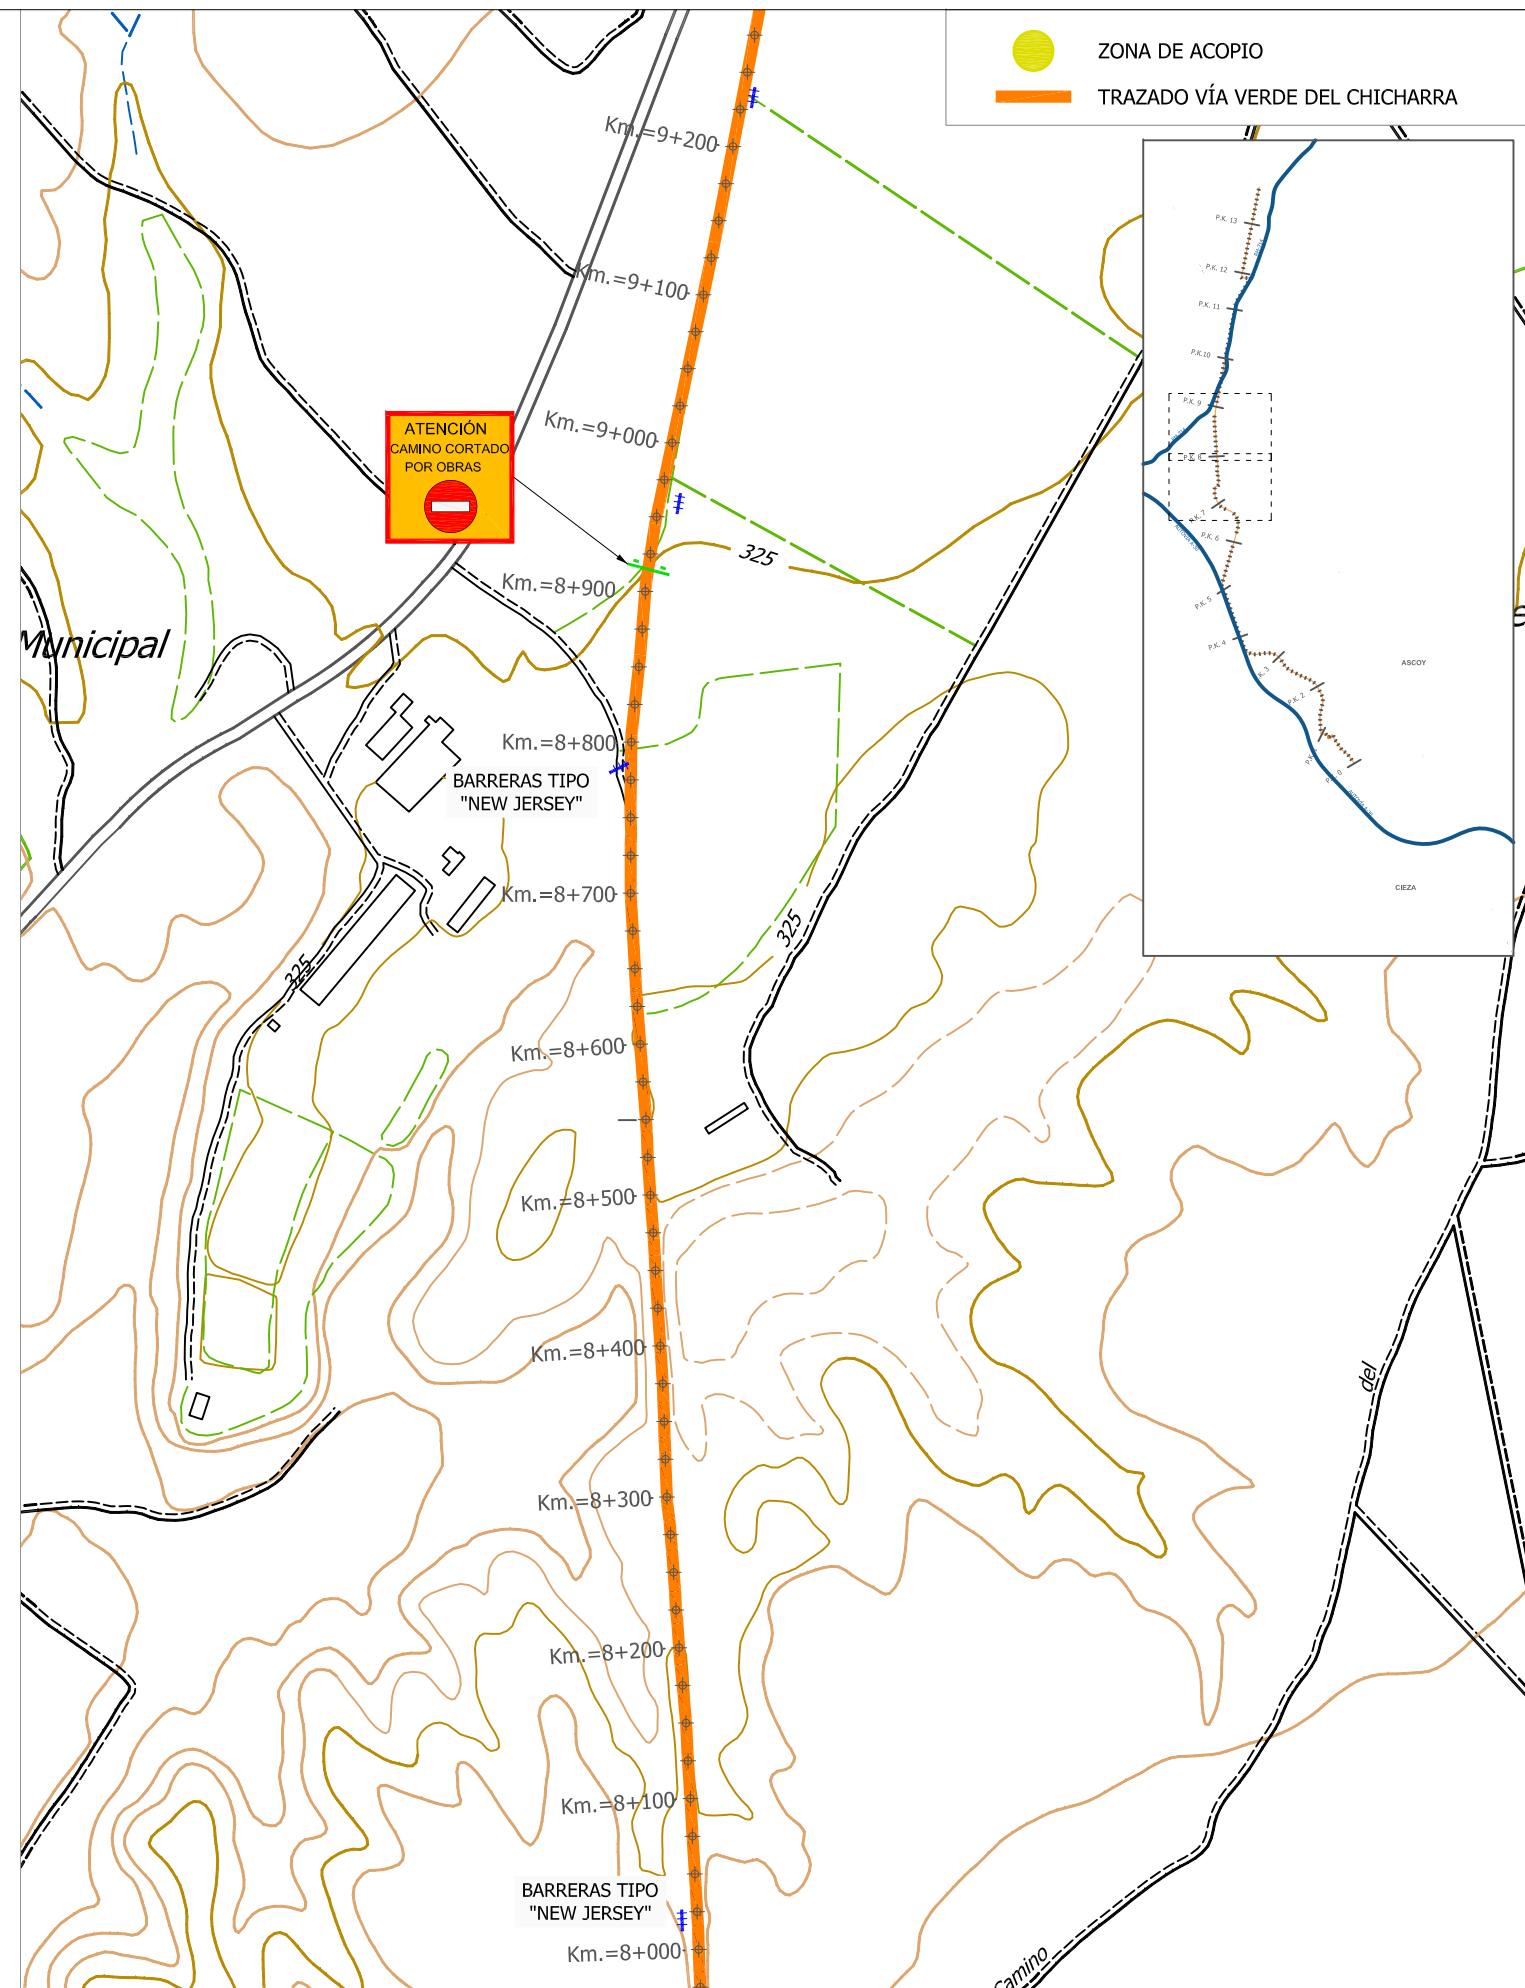 ZONA DE ACOPIO
TRAZADO VÍA VERDE DEL CHICHARRA
Km.=9+200
Km.=9+100
Km.=9+000
ATENCIÓN
CAMINO CORTADO
POR OBRAS
325
Km.=8+900
Municipal
Km.=8+800
BARRERAS TIPO
"NEW JERSEY"
Km.=8+700
325
325
Km.=8+600
Km.=8+500
Km.=8+400
del
Km.=8+300
Km.=8+200
Km.=8+100
BARRERAS TIPO
"NEW JERSEY"
Km.=8+000
Camino
P.K. 13
P.K. 12
P.K. 11
P.K.10
P.K. 9
P.K. 8
P.K. 7
P.K. 6
P.K. 5
P.K. 4
P.K. 2
ASCOY
CIEZA